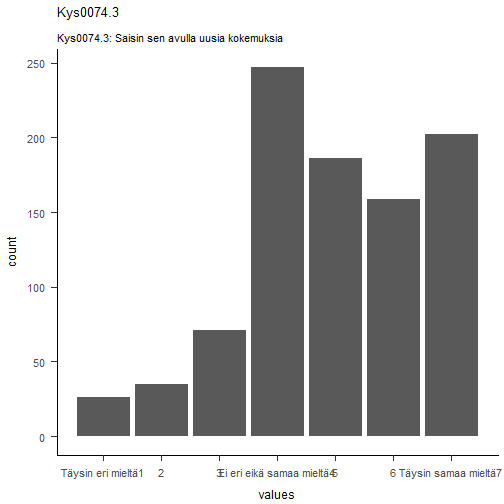 Kys0074.3
Kys0074.3: Saisin sen avulla uusia kokemuksia
250
200
150
100
50
0
count
Täysin eri mieltä1 2 3 Ei eri eikä samaa mieltä4 5 6 Täysin samaa mieltä7
values